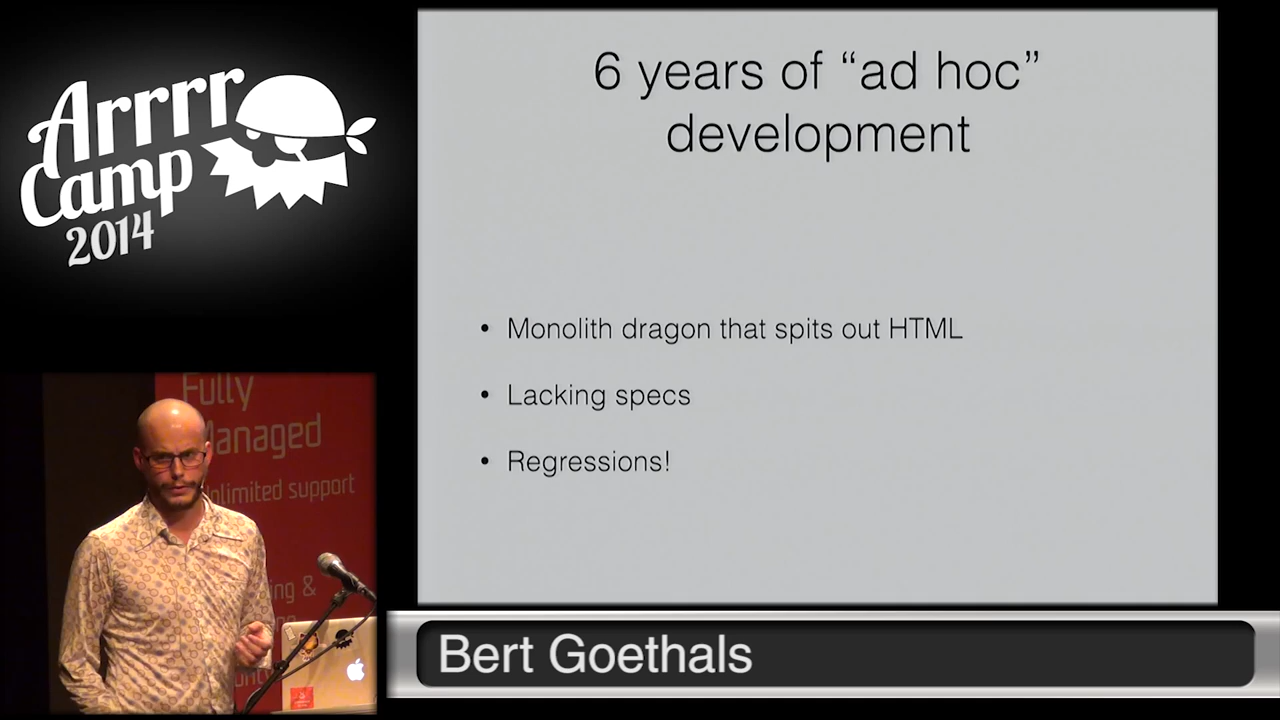 Arrrr
Camp
2014
6 years of “ad hoc”
development
• Monolith dragon that spits out HTML
• Lacking specs
• Regressions!
Fully
Managed
Unlimited support
Bert Goethals